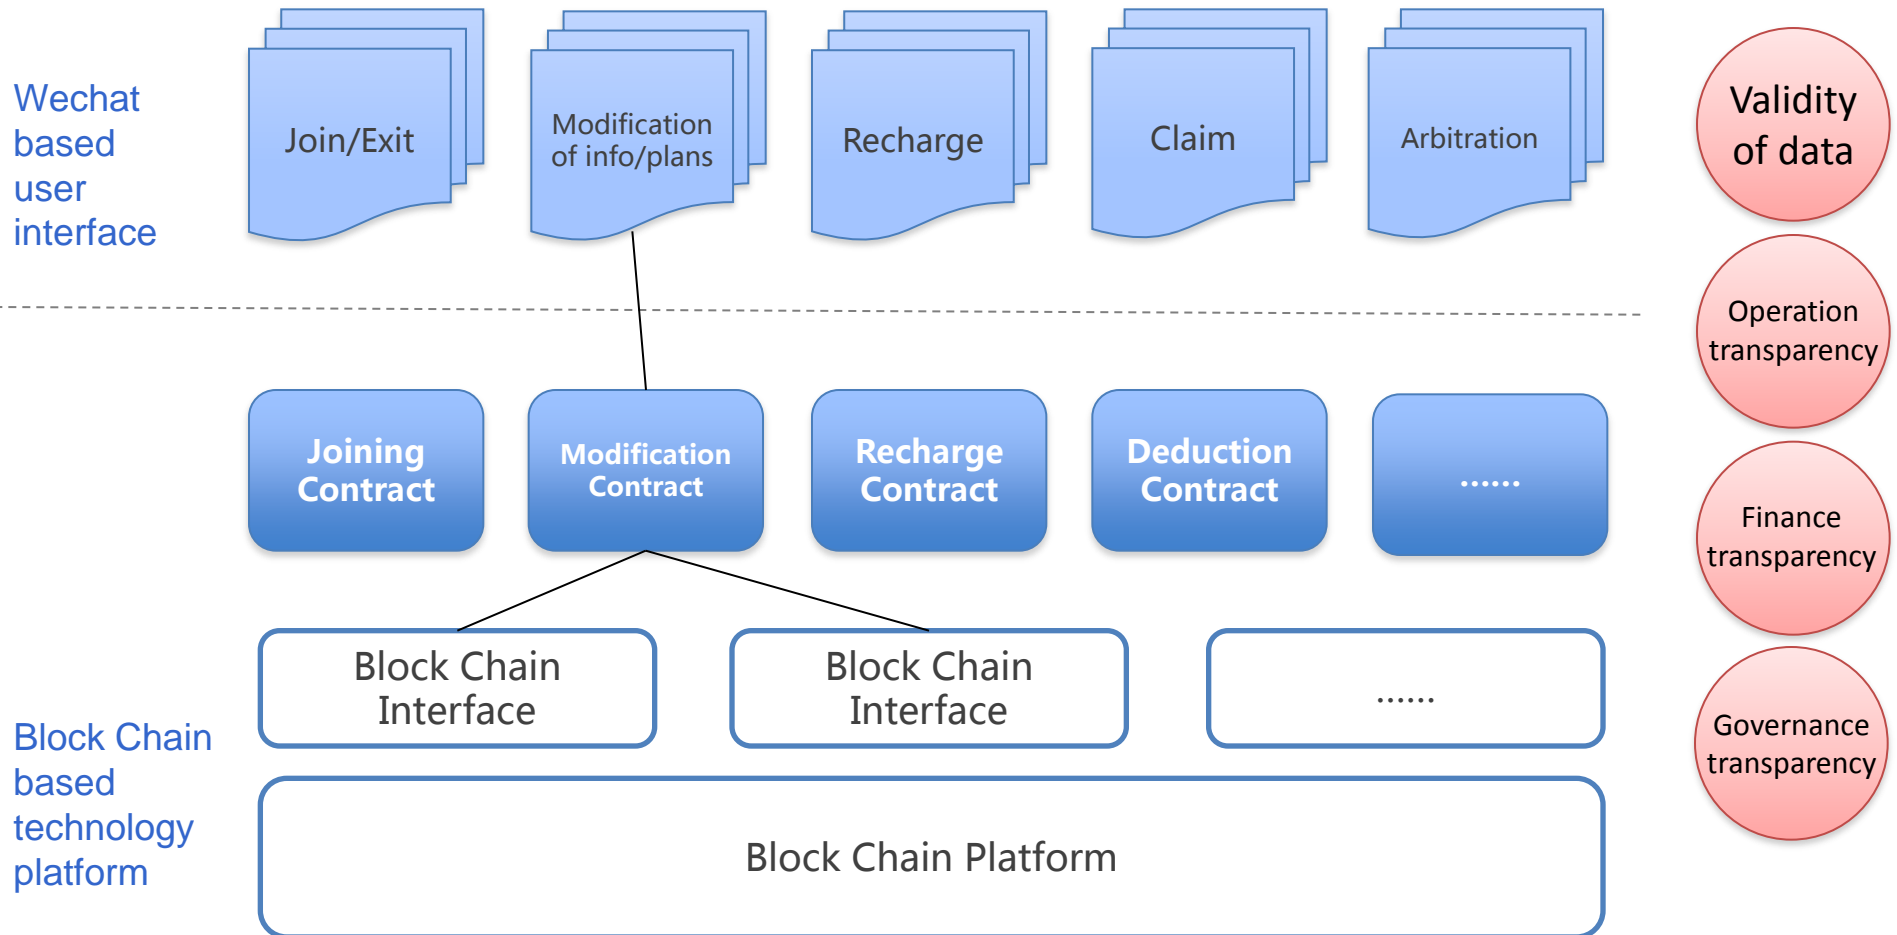 Wechat
based
user
interface
Join/Exit
Modification
of info/plans
Recharge
Claim
Arbitration
Validity
of data
Operation
transparency
Joining
Contract
Modification
Contract
Recharge
Contract
Deduction
Contract
......
Finance
transparency
Block Chain
Interface
Block Chain
Interface
......
Governance
transparency
Block Chain
based
technology
platform
Block Chain Platform